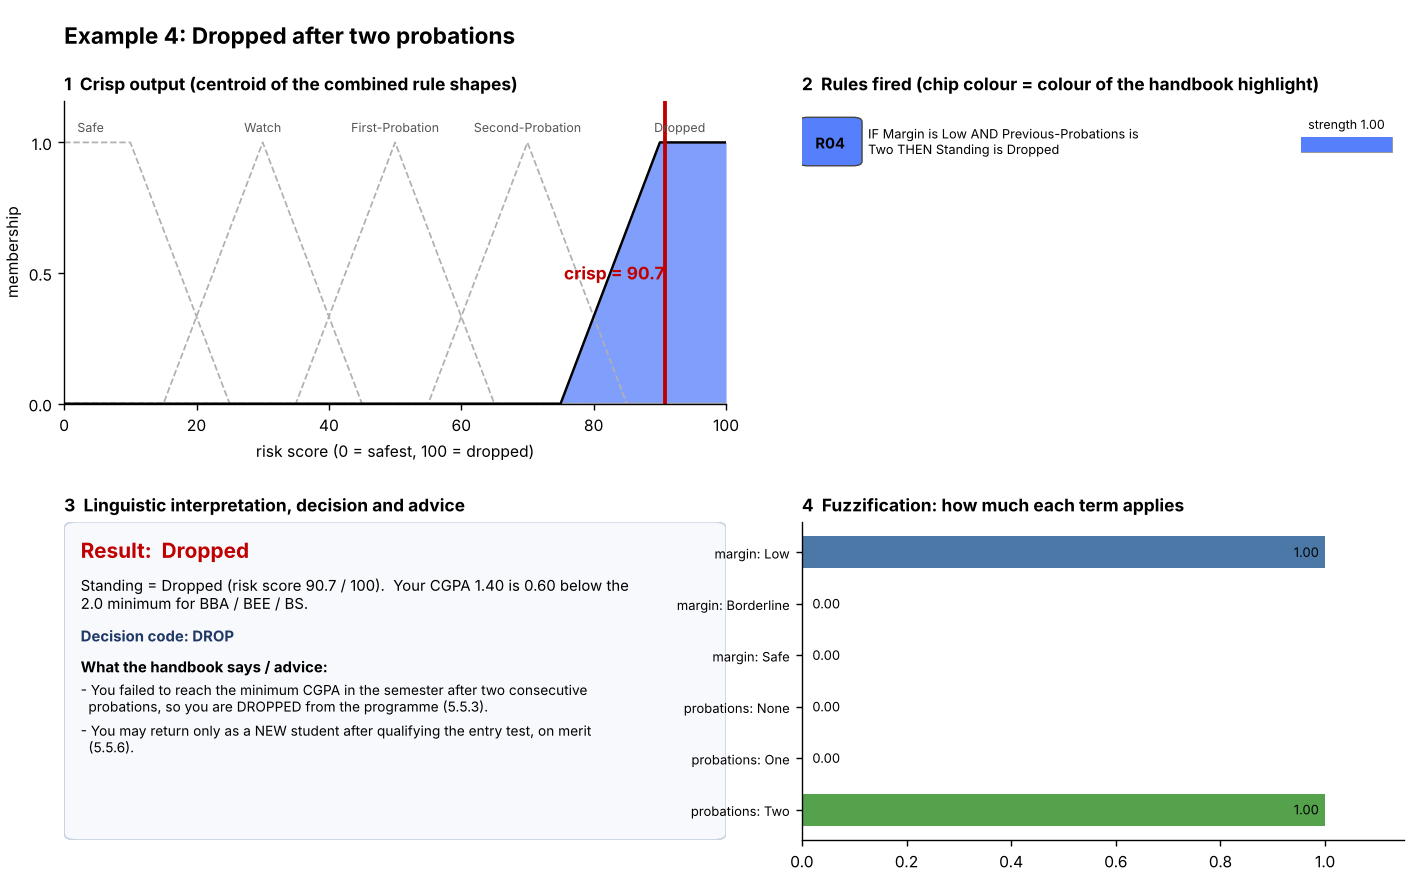 Example 4: Dropped after two probations
1 Crisp output (centroid of the combined rule shapes)
Safe
Watch
First-Probation
Second-Probation
Dropped
1.0
0.5
0.0
membership
crisp = 90.7
0
20
40
60
80
100
risk score (0 = safest, 100 = dropped)
2 Rules fired (chip colour = colour of the handbook highlight)
R04
IF Margin is Low AND Previous-Probations is
Two THEN Standing is Dropped
strength 1.00
3 Linguistic interpretation, decision and advice
Result: Dropped
Standing = Dropped (risk score 90.7 / 100). Your CGPA 1.40 is 0.60 below the
2.0 minimum for BBA / BEE / BS.
Decision code: DROP
What the handbook says / advice:
- You failed to reach the minimum CGPA in the semester after two consecutive
probations, so you are DROPPED from the programme (5.5.3).
- You may return only as a NEW student after qualifying the entry test, on merit
(5.5.6).
4 Fuzzification: how much each term applies
margin: Low
1.00
margin: Borderline
0.00
margin: Safe
0.00
probations: None
0.00
probations: One
0.00
probations: Two
1.00
0.0
0.2
0.4
0.6
0.8
1.0